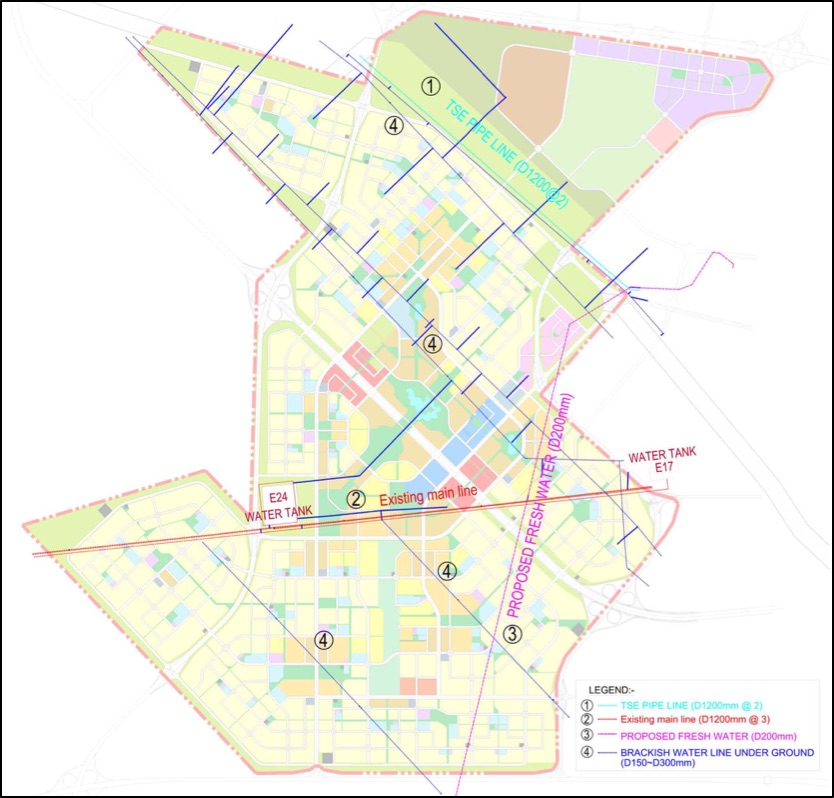 ①
④
TSE PIPE LINE (D1200@2)
④
PROPOSED FRESH WATER (D200mm)
WATER TANK
E17
E24
WATER TANK
②
Existing main line
④
③
④
LEGEND:-
① TSE PIPE LINE (D1200mm @ 2)
② Existing main line (D1200mm @ 3)
③ PROPOSED FRESH WATER (D200mm)
④ BRACKISH WATER LINE UNDER GROUND
(D150~D300mm)